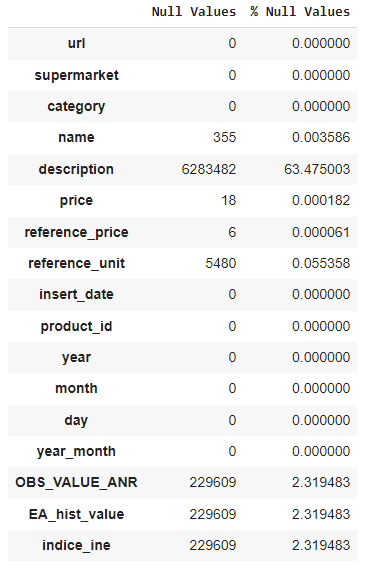 Null Values % Null Values
url 0 0.000000
supermarket 0 0.000000
category 0 0.000000
name 355 0.003586
description 6283482 63.475003
price 18 0.000182
reference_price 6 0.000061
reference_unit 5480 0.055358
insert_date 0 0.000000
product_id 0 0.000000
year 0 0.000000
month 0 0.000000
day 0 0.000000
year_month 0 0.000000
OBS_VALUE_ANR 229609 2.319483
EA_hist_value 229609 2.319483
indice_ine 229609 2.319483